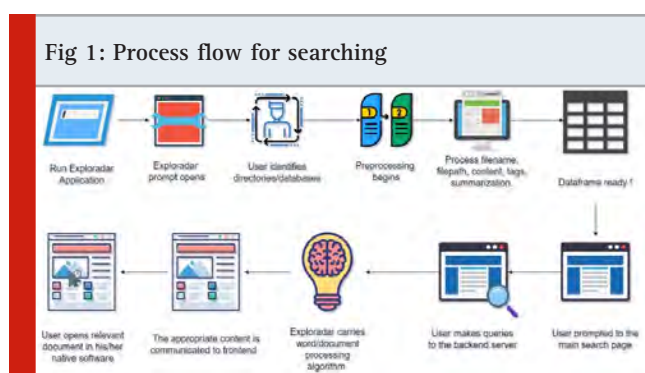 Fig 1: Process flow for searching
Run Exploradar
Application
Exploradar
prompt opens
User identifies
directories/databases
Preprocessing
begins
Process filename,
filepath, content, tags,
summarization.
Dataframe ready !
User opens relevant
document in his/her
native software
The appropriate content is
communicated to frontend
Exploradar carries
word/document
processing
algorithm
User makes queries
to the backend server
User prompted to the
main search page